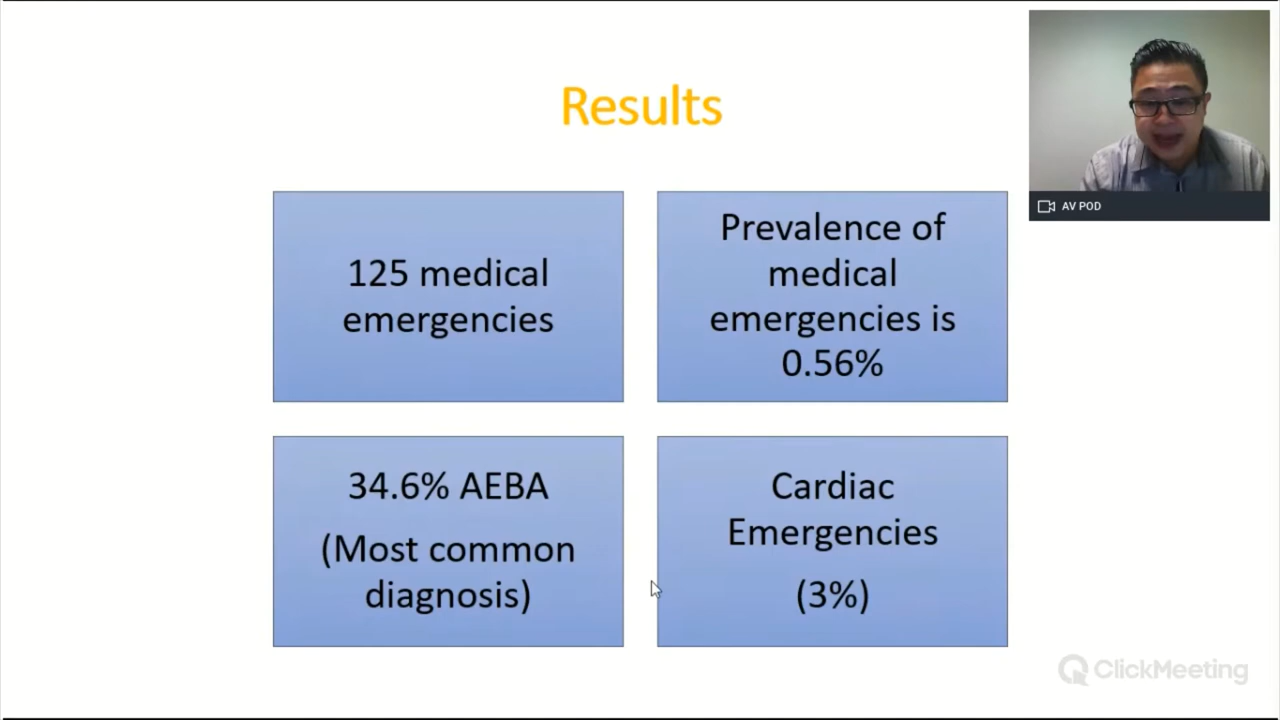 Results
125 medical
emergencies
Prevalence of
medical
emergencies is
0.56%
34.6% AEBA
(Most common
diagnosis)
Cardiac
Emergencies
(3%)
AV POD
ClickMeeting